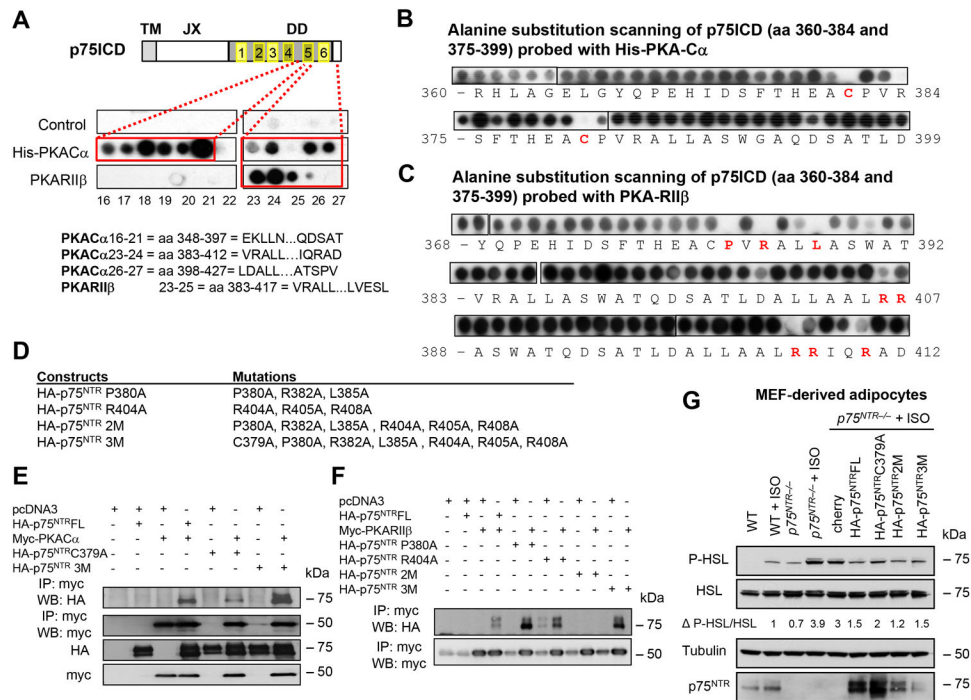 A
TM JX DD
p75ICD
1 2 3 4 5 6
Control
His-PKACα
PKARIIβ
16 17 18 19 20 21 22 23 24 25 26 27
PKACα16-21 = aa 348-397 = EKLLN...QDSAT
PKACα23-24 = aa 383-412 = VRALL...IQRAD
PKACα26-27 = aa 398-427 = LDALL...ATSPV
PKARIIβ 23-25 = aa 383-417 = VRALL...LVESL
B
Alanine substitution scanning of p75ICD (aa 360-384 and
375-399) probed with His-PKA-Cα
360 – R H L A G E L G Y Q P E H I D S F T H E A C P V R 384
375 – S F T H E A C P V R A L L A S W G A Q D S A T L D 399
C
Alanine substitution scanning of p75ICD (aa 360-384 and
375-399) probed with PKA-RIIβ
368 – Y Q P E H I D S F T H E A C P V R A L L A S W A T 392
383 – V R A L L A S W A T Q D S A T L D A L L A A L R R 407
388 – A S W A T Q D S A T L D A L L A A L R R I Q R A D 412
D
Constructs Mutations
HA-p75NTR P380A P380A, R382A, L385A
HA-p75NTR R404A R404A, R405A, R408A
HA-p75NTR 2M P380A, R382A, L385A , R404A, R405A, R408A
HA-p75NTR 3M C379A, P380A, R382A, L385A , R404A, R405A, R408A
E
pcDNA3 + - + - + - + -
HA-p75NTRFL - + - + - - - -
Myc-PKACα - - + + - + - +
HA-p75NTRC379A - - - - + + - -
HA-p75NTR 3M - - - - - - + +
kDa
IP: myc
WB: HA
– 75
IP: myc
WB: myc
– 50
HA
– 75
myc
– 50
F
pcDNA3
HA-p75NTRFL
Myc-PKARIIβ
HA-p75NTR P380A
HA-p75NTR R404A
HA-p75NTR 2M
HA-p75NTR 3M
kDa
IP: myc
WB: HA
– 75
IP: myc
WB: myc
– 50
G
MEF-derived adipocytes
p75NTR–/– + ISO
WT
WT + ISO
p75NTR–/–
p75NTR–/– + ISO
cherry
HA-p75NTRFL
HA-p75NTRC379A
HA-p75NTR2M
HA-p75NTR3M
kDa
P-HSL
– 75
HSL
– 75
Δ P-HSL/HSL 1 0.7 3.9 3 1.5 2 1.2 1.5
Tubulin
– 50
p75NTR
– 75